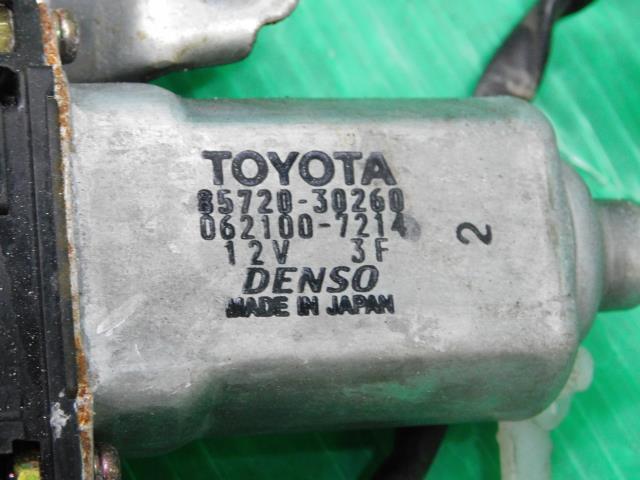 TOYOTA
85720-30260
062100-7214
12V 3F
DENSO
MADE IN JAPAN
2